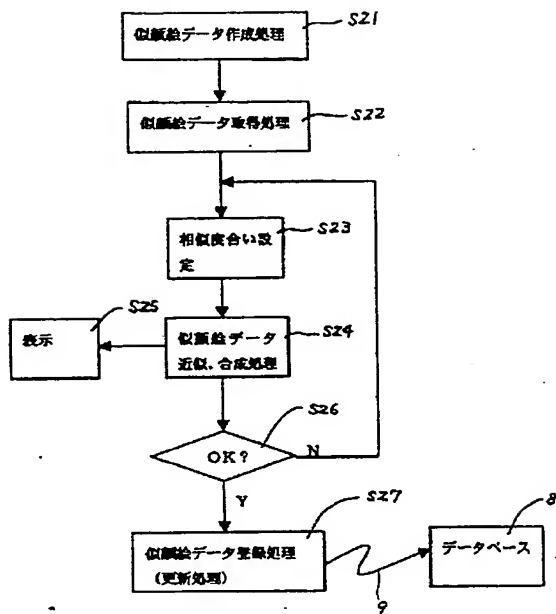 似顔絵データ作成処理
S21
似顔絵データ取得処理
S22
相似度合い設
定
S23
表示
S25
似顔絵データ
近似、合成処理
S24
OK?
S26
N
Y
似顔絵データ登録処理
(更新処理)
S27
データベース
8
9